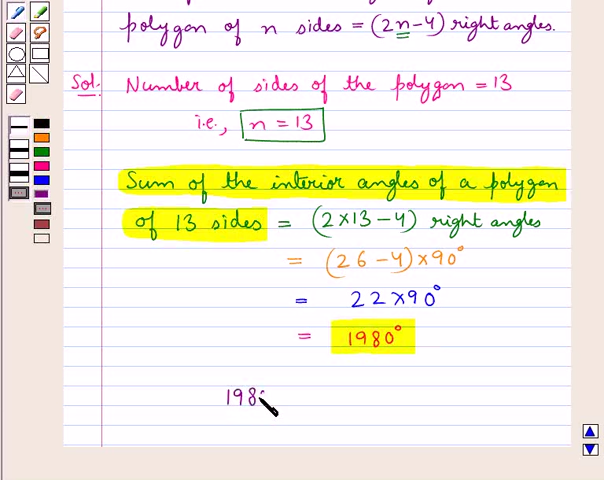 polygon of n sides = (2n-4) right angles.
Sol: Number of sides of the polygon = 13
i.e., n = 13
Sum of the interior angles of a polygon
of 13 sides = (2×13-4) right angles
= (26-4)×90°
= 22×90°
= 1980°
198